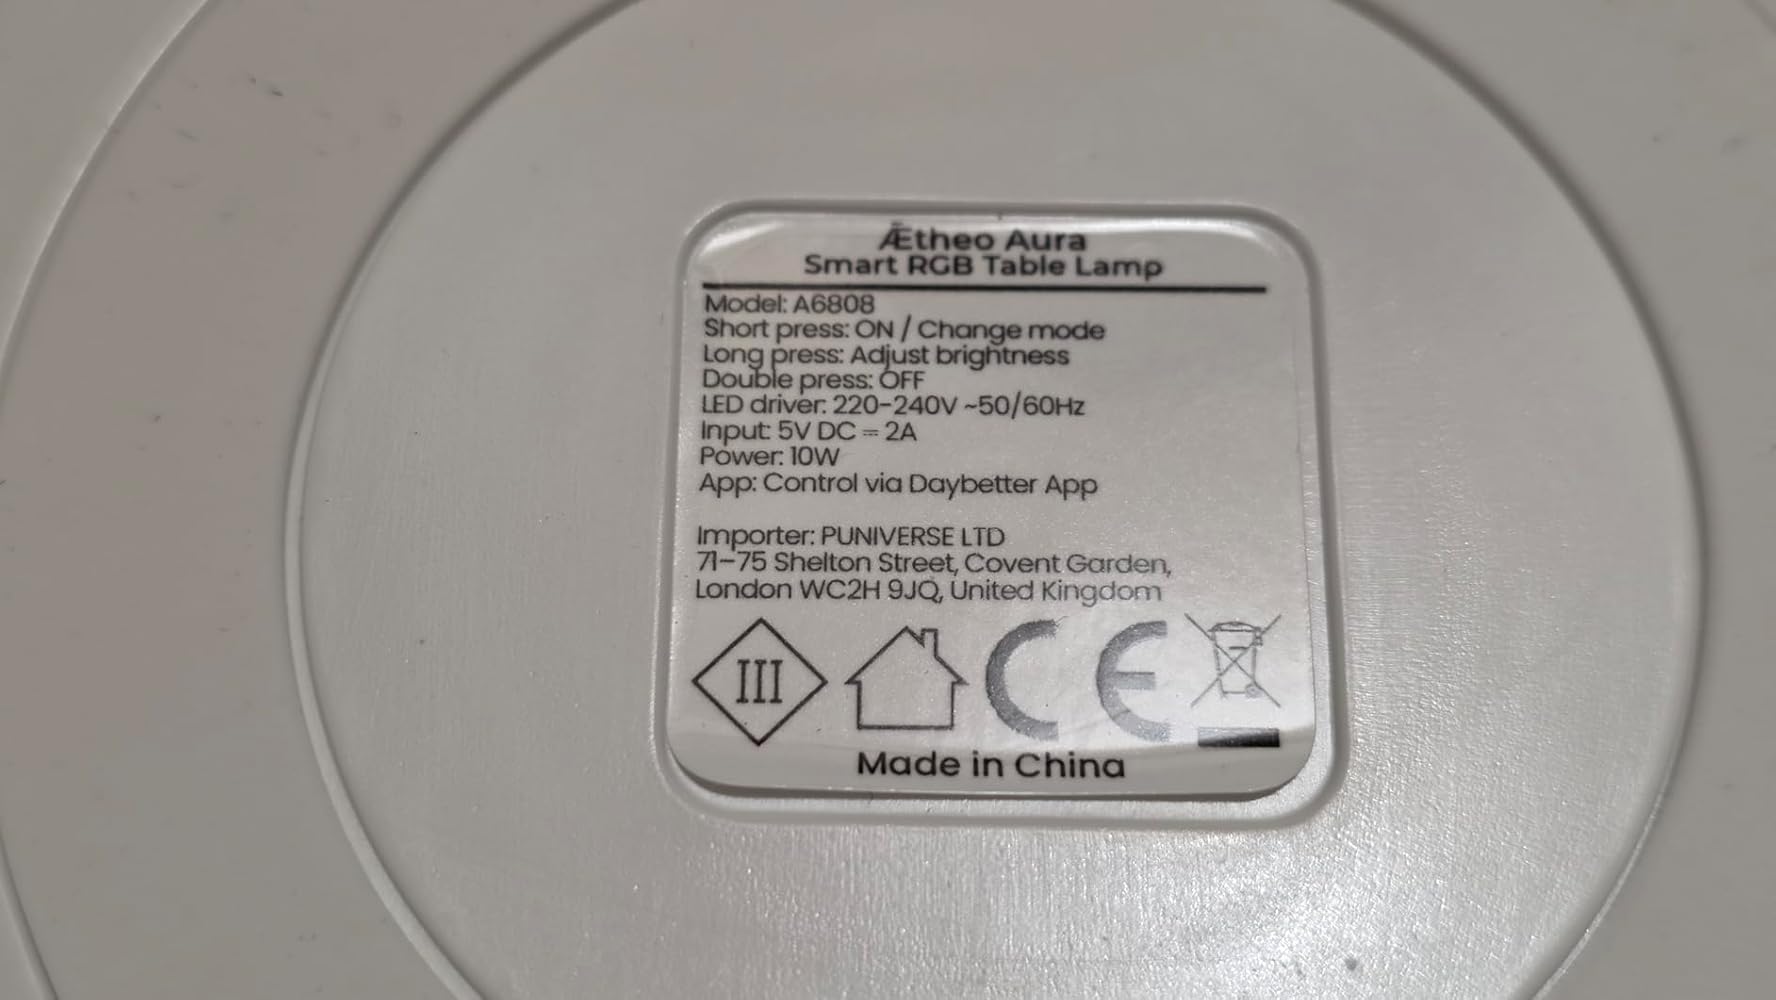 Ætheo Aura
Smart RGB Table Lamp
Model: A6808
Short press: ON / Change mode
Long press: Adjust brightness
Double press: OFF
LED driver: 220-240V ~50/60Hz
Input: 5V DC = 2A
Power: 10W
App: Control via Daybetter App
Importer: PUNIVERSE LTD
71-75 Shelton Street, Covent Garden,
London WC2H 9JQ, United Kingdom
III CE
Made in China